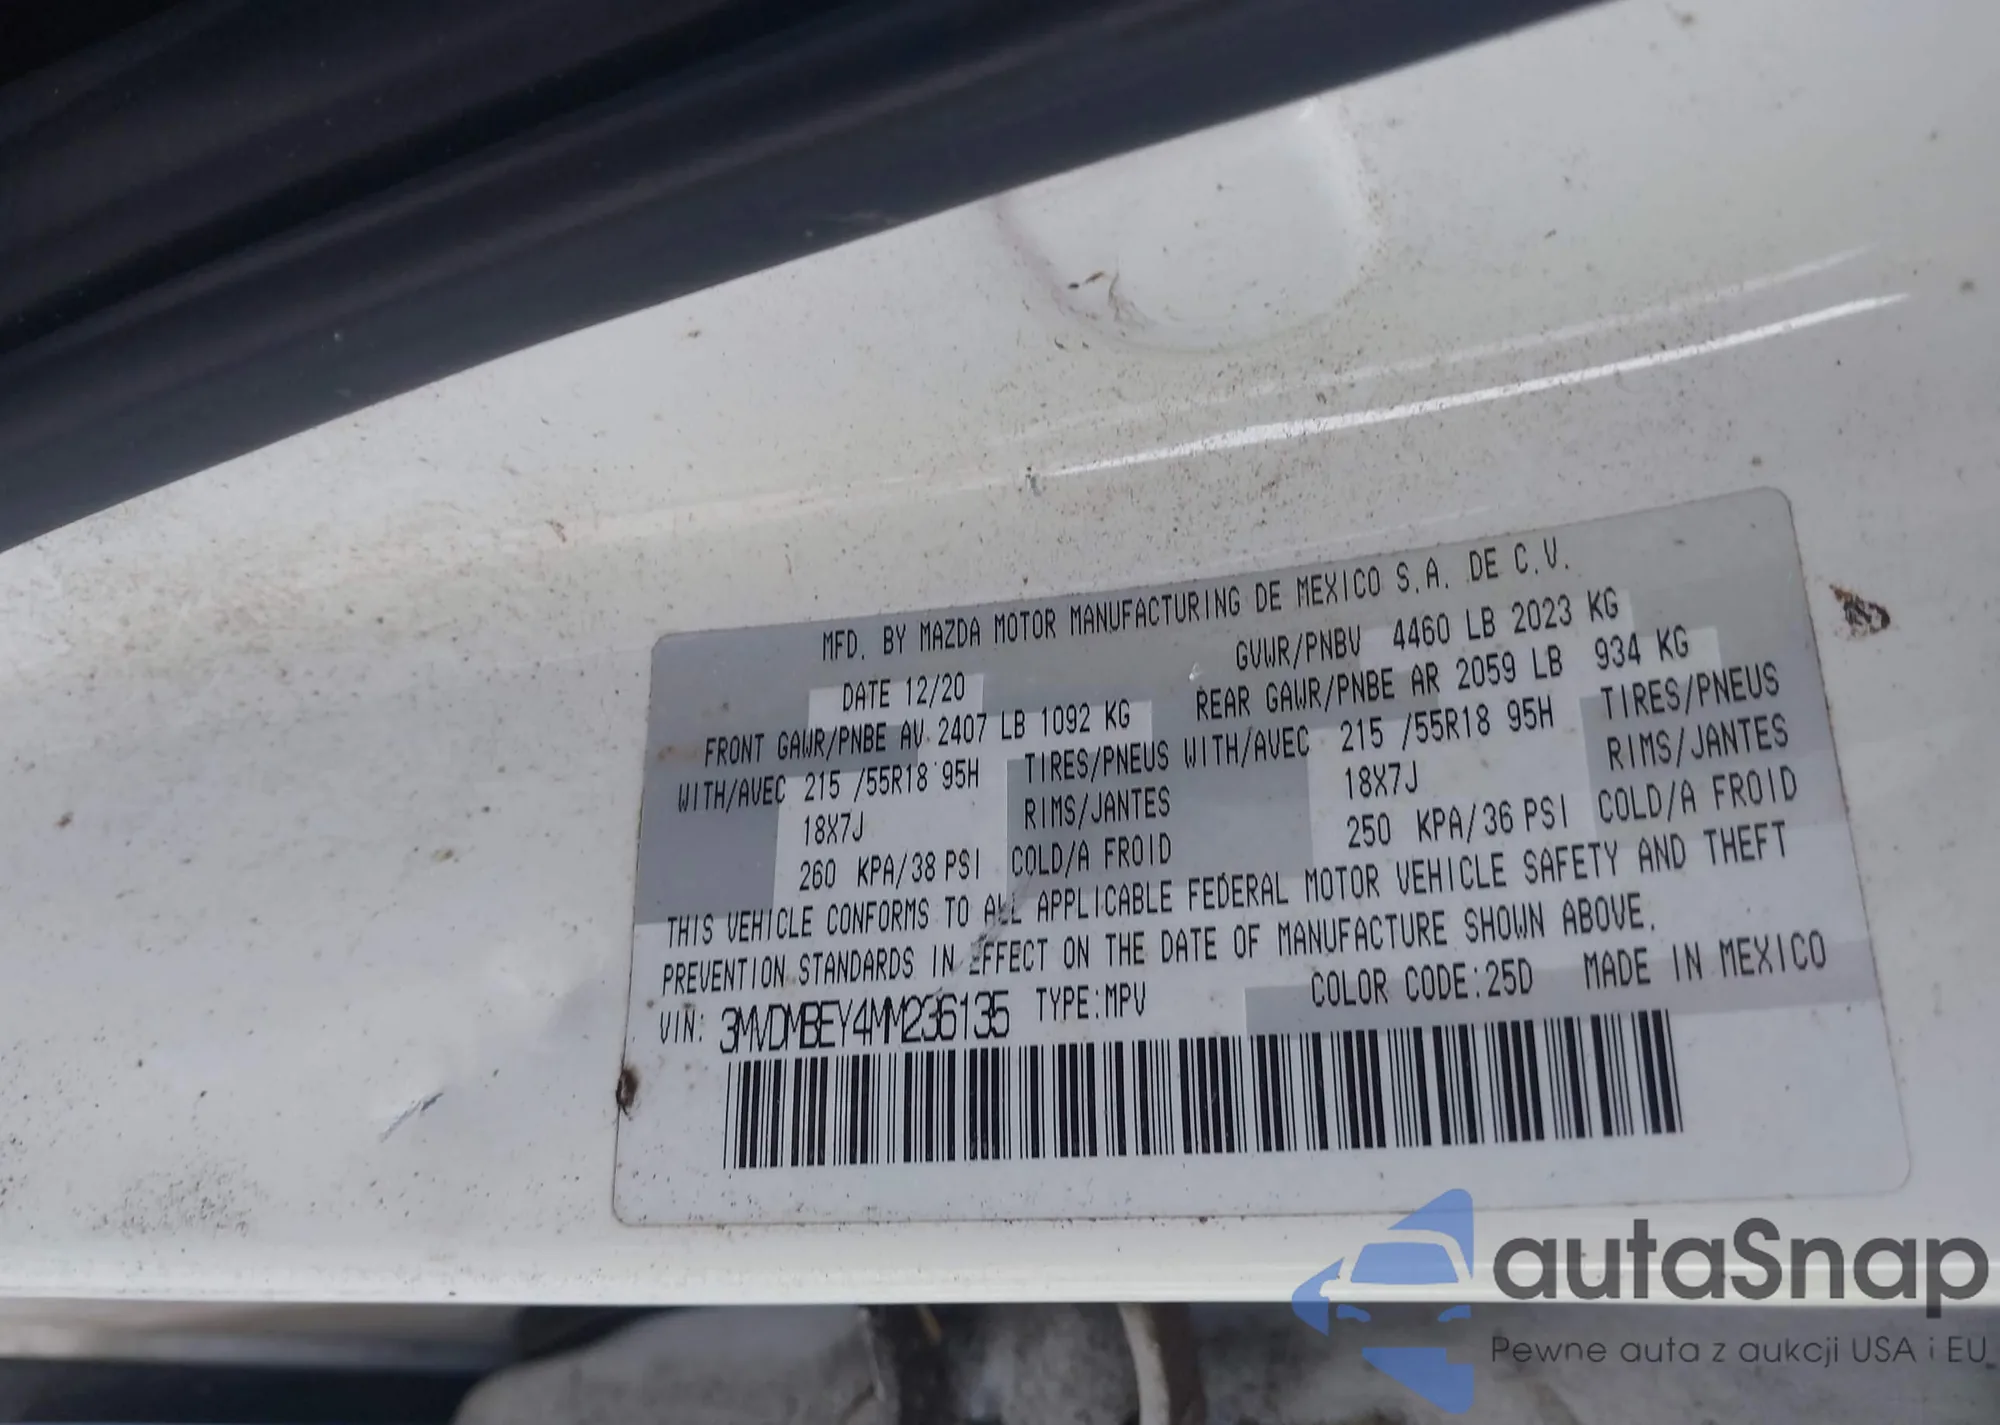 MFD. BY MAZDA MOTOR MANUFACTURING DE MEXICO S.A. DE C.V.
DATE 12/20 GVWR/PNBV 4460 LB 2023 KG
FRONT GAWR/PNBE AV 2407 LB 1092 KG REAR GAWR/PNBE AR 2059 LB 934 KG
WITH/AVEC 215 /55R18 95H TIRES/PNEUS WITH/AVEC 215 /55R18 95H TIRES/PNEUS
18X7J RIMS/JANTES 18X7J RIMS/JANTES
260 KPA/38 PSI COLD/A FROID 250 KPA/36 PSI COLD/A FROID
THIS VEHICLE CONFORMS TO ALL APPLICABLE FEDERAL MOTOR VEHICLE SAFETY AND THEFT
PREVENTION STANDARDS IN EFFECT ON THE DATE OF MANUFACTURE SHOWN ABOVE.
VIN: 3MVDMBEY4MM236135 TYPE:MPV COLOR CODE:25D MADE IN MEXICO
autaSnap
Pewne auta z aukcji USA i EU